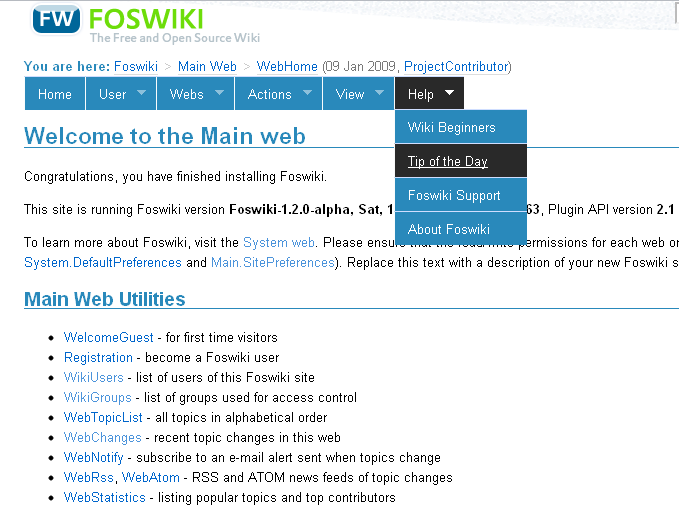 FW FOSWIKI
The Free and Open Source Wiki
You are here: Foswiki > Main Web > WebHome (09 Jan 2009, ProjectContributor)
Home User Webs Actions View Help
Wiki Beginners
Tip of the Day
Foswiki Support
About Foswiki
Welcome to the Main web
Congratulations, you have finished installing Foswiki.
This site is running Foswiki version Foswiki-1.2.0-alpha, Sat, 1 63, Plugin API version 2.1
To learn more about Foswiki, visit the System web. Please ensure permissions for each web or
System.DefaultPreferences and Main.SitePreferences). Replace this text with a description of your new Foswiki s
Main Web Utilities
• WelcomeGuest - for first time visitors
• Registration - become a Foswiki user
• WikiUsers - list of users of this Foswiki site
• WikiGroups - list of groups used for access control
• WebTopicList - all topics in alphabetical order
• WebChanges - recent topic changes in this web
• WebNotify - subscribe to an e-mail alert sent when topics change
• WebRss, WebAtom - RSS and ATOM news feeds of topic changes
• WebStatistics - listing popular topics and top contributors